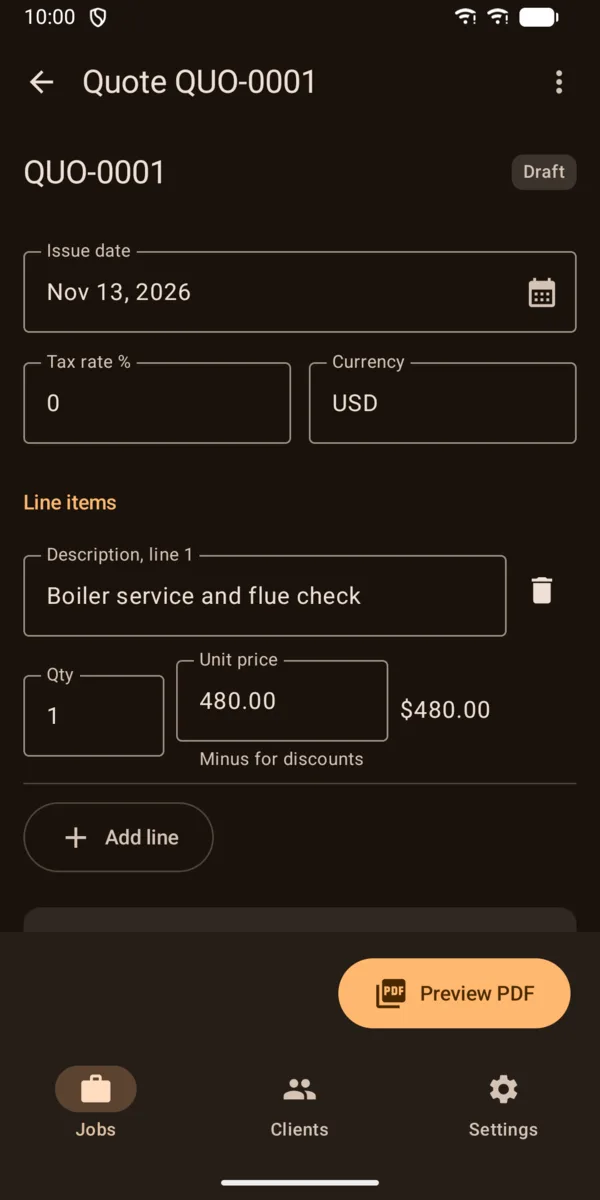 10:00
Quote QUO-0001
QUO-0001
Draft
Issue date
Nov 13, 2026
Tax rate %
Currency
0
USD
Line items
Description, line 1
Boiler service and flue check
Qty
Unit price
1
480.00
$480.00
Minus for discounts
Add line
PDF
Preview PDF
Jobs
Clients
Settings